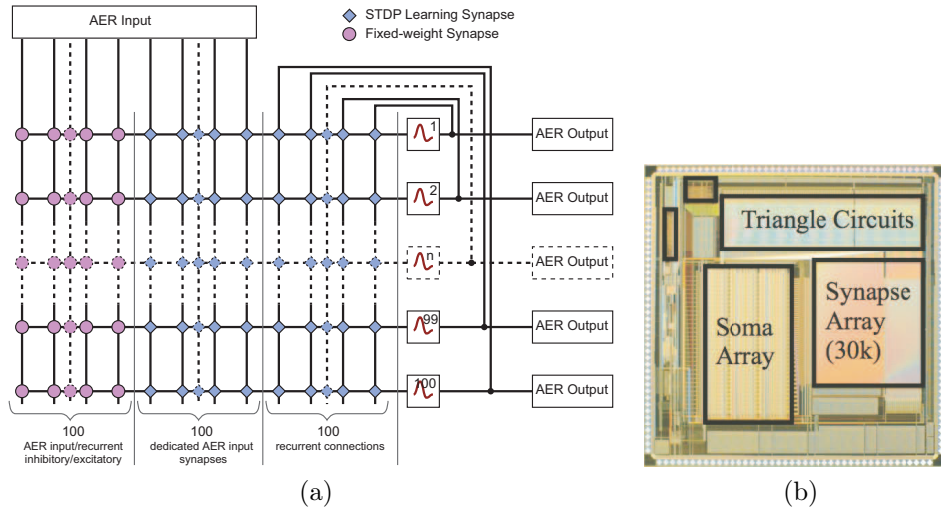 AER Input
STDP Learning Synapse
Fixed-weight Synapse
1
AER Output
2
AER Output
n
AER Output
99
AER Output
100
AER Output
100
AER input/recurrent
inhibitory/excitatory
100
dedicated AER input
synapses
100
recurrent connections
(a)
Triangle Circuits
Soma
Array
Synapse
Array
(30k)
(b)